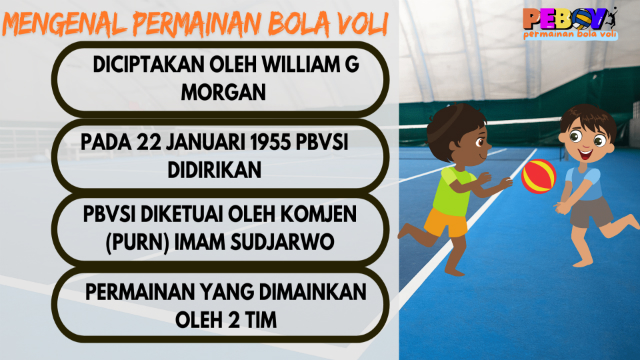 MENGENAL PERMAINAN BOLA VOLI
PEBOV
permainan bola voli
DICIPTAKAN OLEH WILLIAM G
MORGAN
PADA 22 JANUARI 1955 PBVSI
DIDIRIKAN
PBVSI DIKETUAI OLEH KOMJEN
(PURN) IMAM SUDJARWO
PERMAINAN YANG DIMAINKAN
OLEH 2 TIM